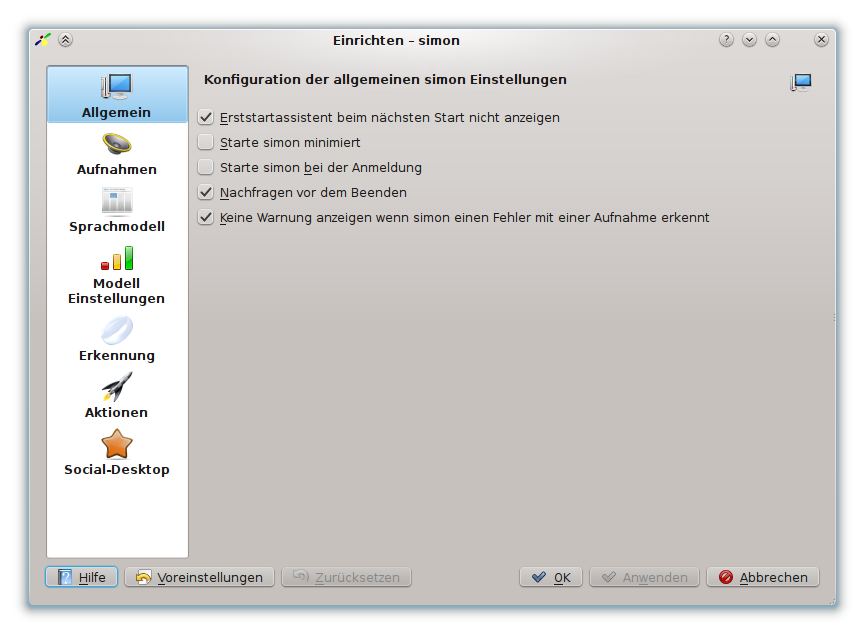 Einrichten – simon
Allgemein
Aufnahmen
Sprachmodell
Modell
Einstellungen
Erkennung
Aktionen
Social-Desktop
Konfiguration der allgemeinen simon Einstellungen
Erststartassistent beim nächsten Start nicht anzeigen
Starte simon minimiert
Starte simon bei der Anmeldung
Nachfragen vor dem Beenden
Keine Warnung anzeigen wenn simon einen Fehler mit einer Aufnahme erkennt
Hilfe Voreinstellungen Zurücksetzen OK Anwenden Abbrechen